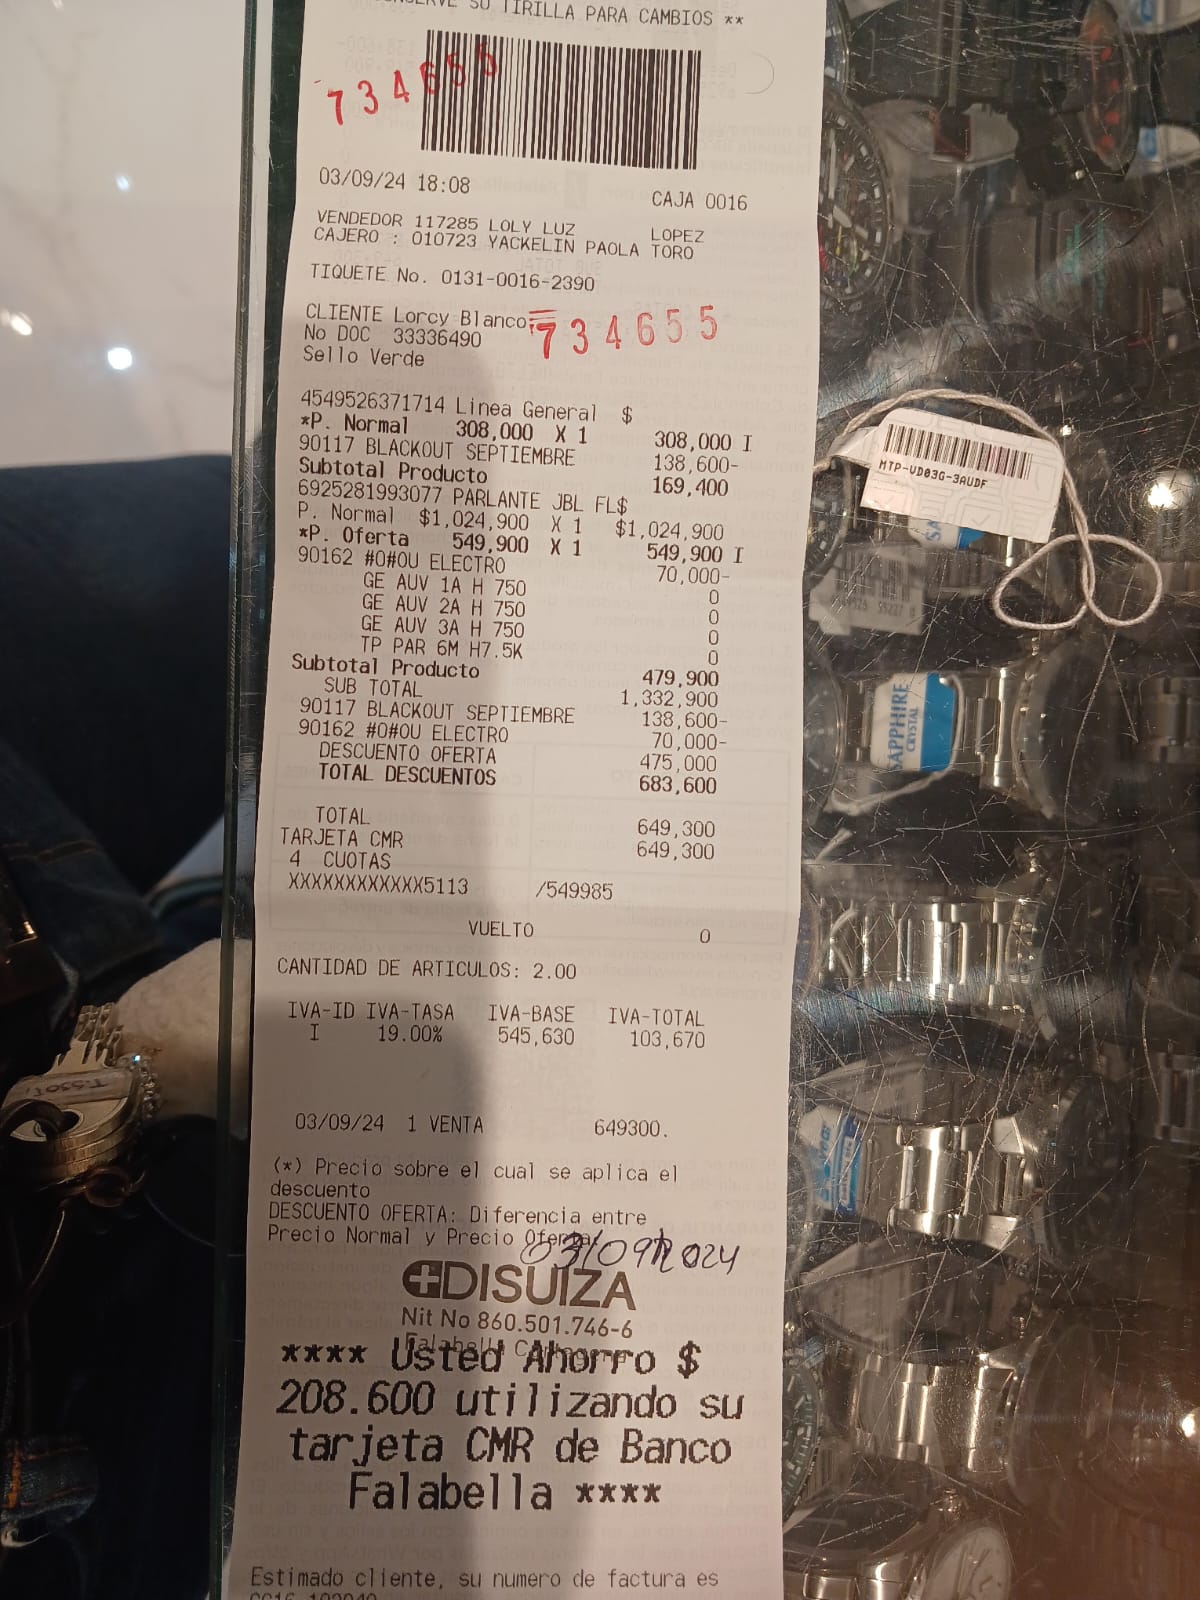 SU TIRILLA PARA CAMBIOS **
734655
03/09/24 18:08 CAJA 0016
VENDEDOR 117285 LOLY LUZ LOPEZ
CAJERO : 010723 YACKELIN PAOLA TORO
TIQUETE No. 0131-0016-2390
CLIENTE Lorcy Blanco
734655
No DOC 33336490
Sello Verde
4549526371714 Linea General $
*P. Normal 308,000 X 1 308,000 I
90117 BLACKOUT SEPTIEMBRE 138,600-
Subtotal Producto 169,400
6925281993077 PARLANTE JBL FL$
P. Normal $1,024,900 X 1 $1,024,900
*P. Oferta 549,900 X 1 549,900 I
90162 #0#0U ELECTRO 70,000-
GE AUV 1A H 750 0
GE AUV 2A H 750 0
GE AUV 3A H 750 0
TP PAR 6M H7.5K 0
Subtotal Producto 479,900
SUB TOTAL 1,332,900
90117 BLACKOUT SEPTIEMBRE 138,600-
90162 #0#0U ELECTRO 70,000-
DESCUENTO OFERTA 475,000
TOTAL DESCUENTOS 683,600
TOTAL 649,300
TARJETA CMR 649,300
4 CUOTAS
XXXXXXXXXXXX5113 /549985
VUELTO 0
CANTIDAD DE ARTICULOS: 2.00
IVA-ID IVA-TASA IVA-BASE IVA-TOTAL
I 19.00% 545,630 103,670
03/09/24 1 VENTA 649300.
(*) Precio sobre el cual se aplica el
descuento
DESCUENTO OFERTA: Diferencia entre
Precio Normal y Precio Oferta
03/09/2024
DISUIZA
Nit No 860.501.746-6
Falabella
**** Usted Ahorro $
208.600 utilizando su
tarjeta CMR de Banco
Falabella ****
Estimado cliente, su numero de factura es
MTP-VD03G-3AUDF
SAPPHIRE
CRYSTAL